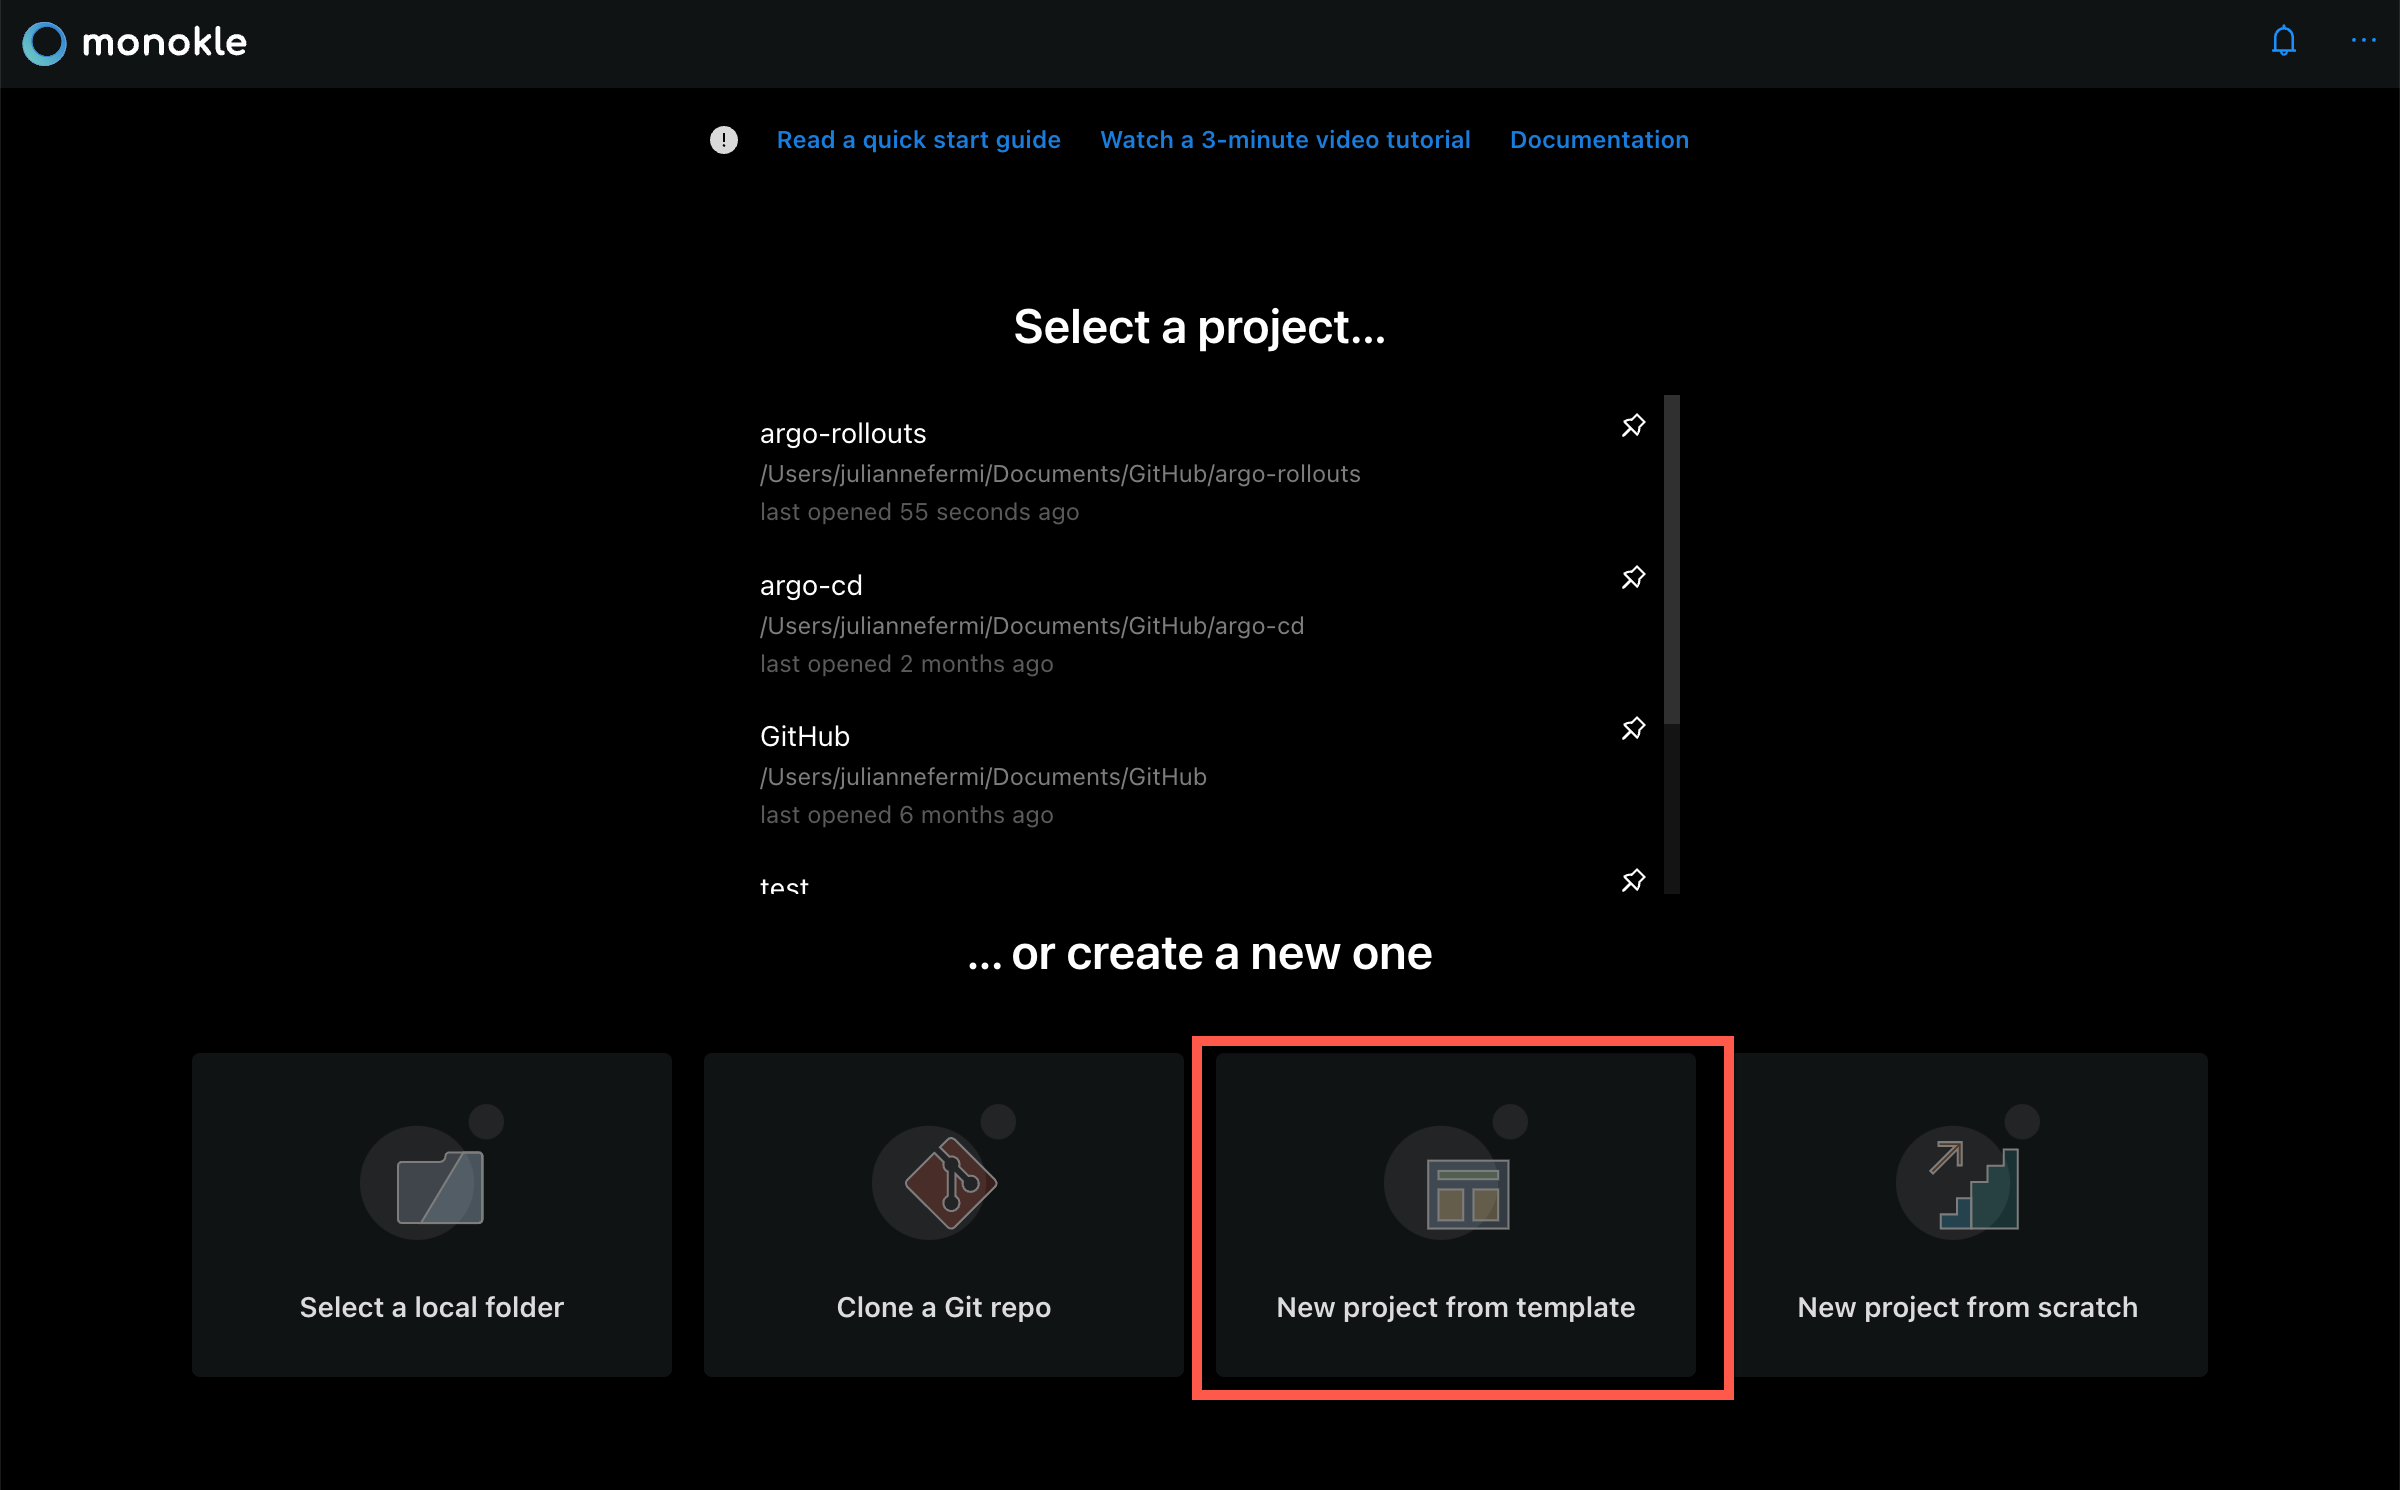 monokle
Read a quick start guide Watch a 3-minute video tutorial Documentation
Select a project...
argo-rollouts
/Users/juliannefermi/Documents/GitHub/argo-rollouts
last opened 55 seconds ago
argo-cd
/Users/juliannefermi/Documents/GitHub/argo-cd
last opened 2 months ago
GitHub
/Users/juliannefermi/Documents/GitHub
last opened 6 months ago
test
... or create a new one
Select a local folder
Clone a Git repo
New project from template
New project from scratch